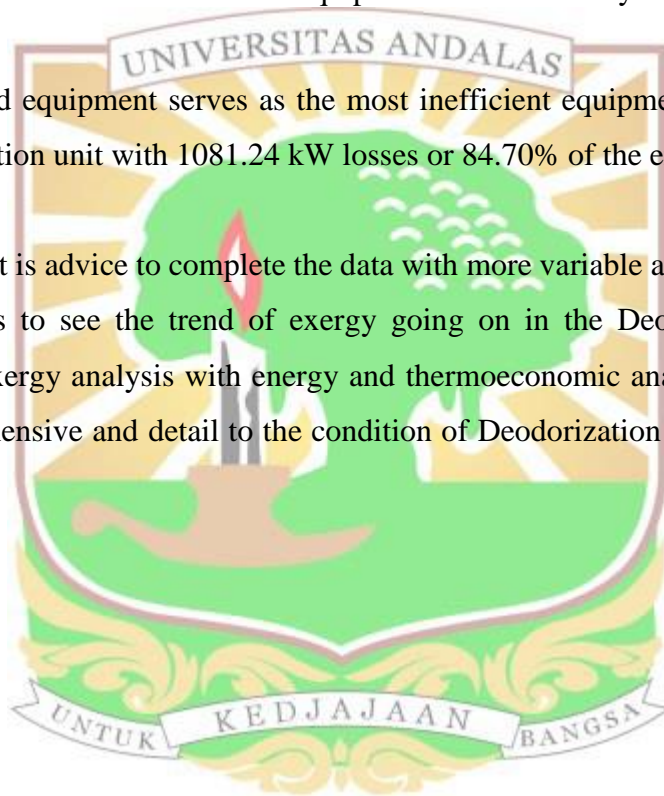 UNIVERSITAS ANDALAS
d equipment serves as the most inefficient equipme
tion unit with 1081.24 kW losses or 84.70% of the e
t is advice to complete the data with more variable a
s to see the trend of exergy going on in the Deo
xergy analysis with energy and thermoeconomic ana
ensive and detail to the condition of Deodorization
UNTUK KEDJAJAAN BANGSA